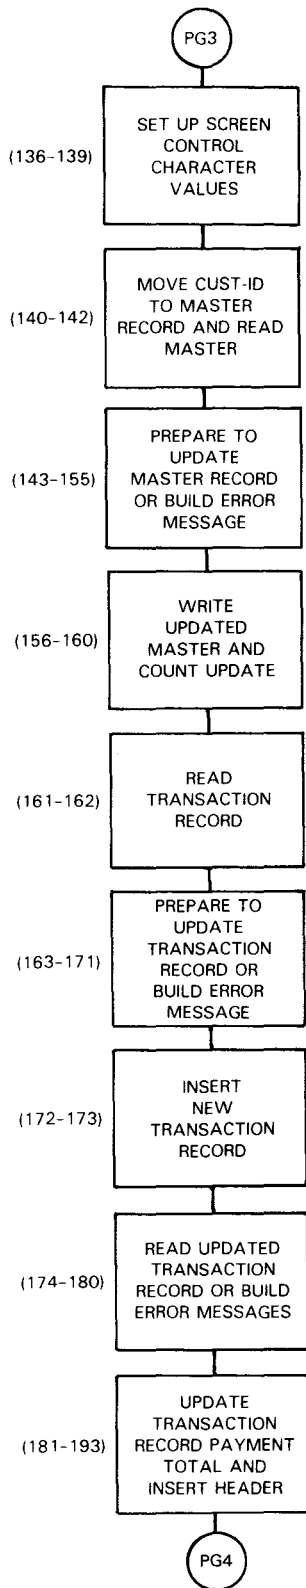 PG3
(136-139)
SET UP SCREEN
CONTROL
CHARACTER
VALUES
(140-142)
MOVE CUST-ID
TO MASTER
RECORD AND READ
MASTER
(143-155)
PREPARE TO
UPDATE
MASTER RECORD
OR BUILD ERROR
MESSAGE
(156-160)
WRITE
UPDATED
MASTER AND
COUNT UPDATE
(161-162)
READ
TRANSACTION
RECORD
(163-171)
PREPARE TO
UPDATE
TRANSACTION
RECORD OR
BUILD ERROR
MESSAGE
(172-173)
INSERT
NEW
TRANSACTION
RECORD
(174-180)
READ UPDATED
TRANSACTION
RECORD OR BUILD
ERROR MESSAGES
(181-193)
UPDATE
TRANSACTION
RECORD PAYMENT
TOTAL AND
INSERT HEADER
PG4